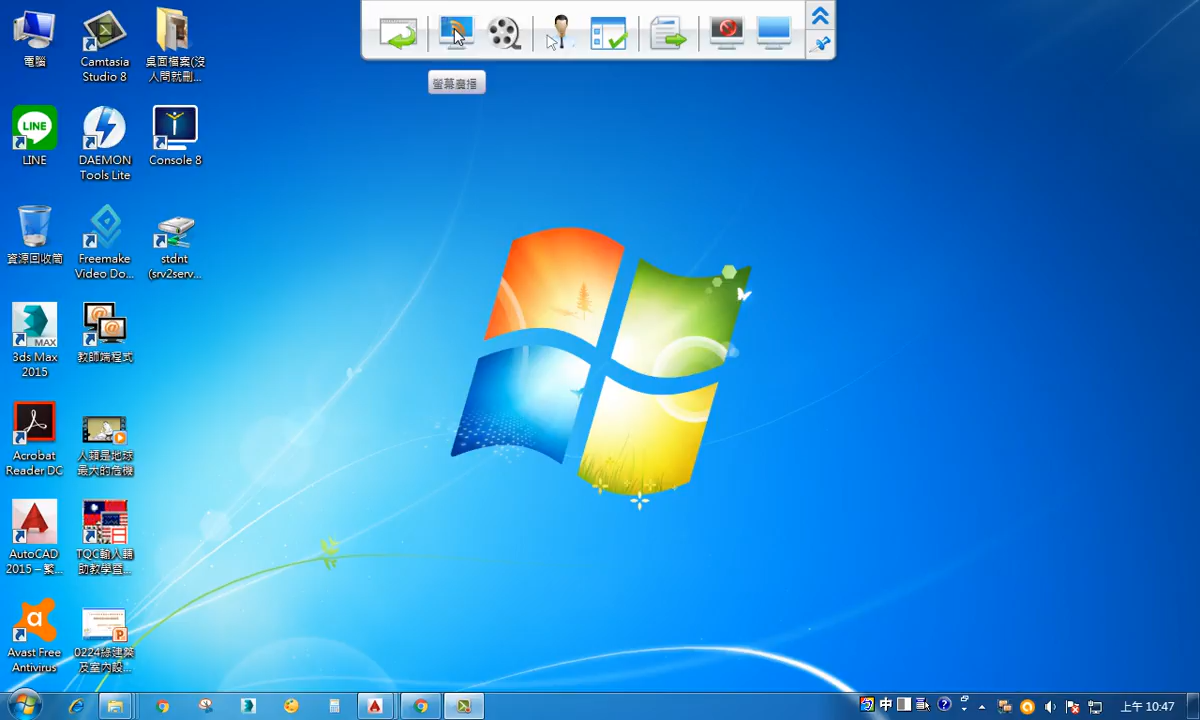 螢幕廣播
電腦
Camtasia
Studio 8
桌面檔案(沒
人問就刪...
LINE
LINE
DAEMON
Tools Lite
Console 8
資源回收筒
Freemake
Video Do...
stdnt
(srv2serv...
MAX
3ds Max
2015
教師端程式
Acrobat
Reader DC
人類是地球
最大的危機
AutoCAD
2015 – 繁...
TQC輸入輔
助教學暨...
Avast Free
Antivirus
0224綠建築
及室內設...
中
上午 10:47